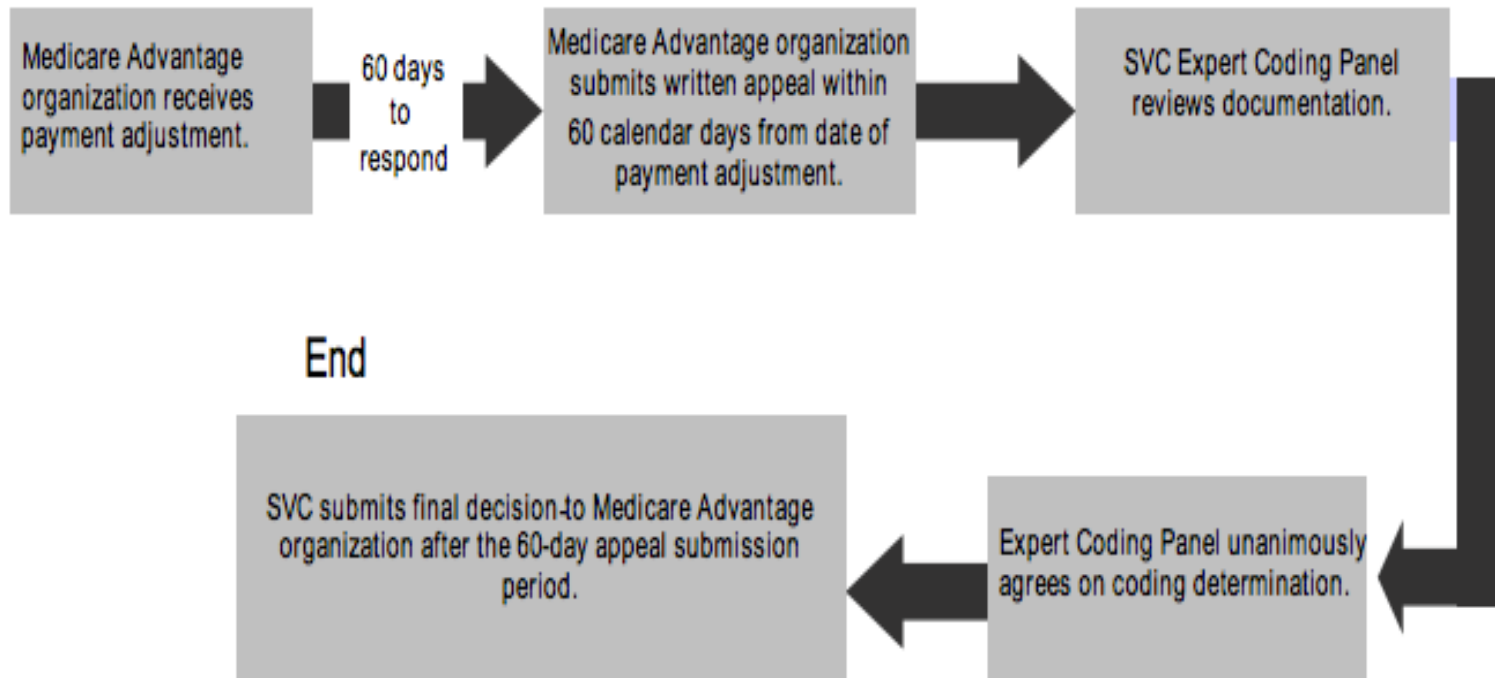 Medicare Advantage
organization receives
payment adjustment.
60 days
to
respond
Medicare Advantage organization
submits written appeal within
60 calendar days from date of
payment adjustment.
SVC Expert Coding Panel
reviews documentation.
Expert Coding Panel unanimously
agrees on coding determination.
End
SVC submits final decision-to Medicare Advantage
organization after the 60-day appeal submission
period.